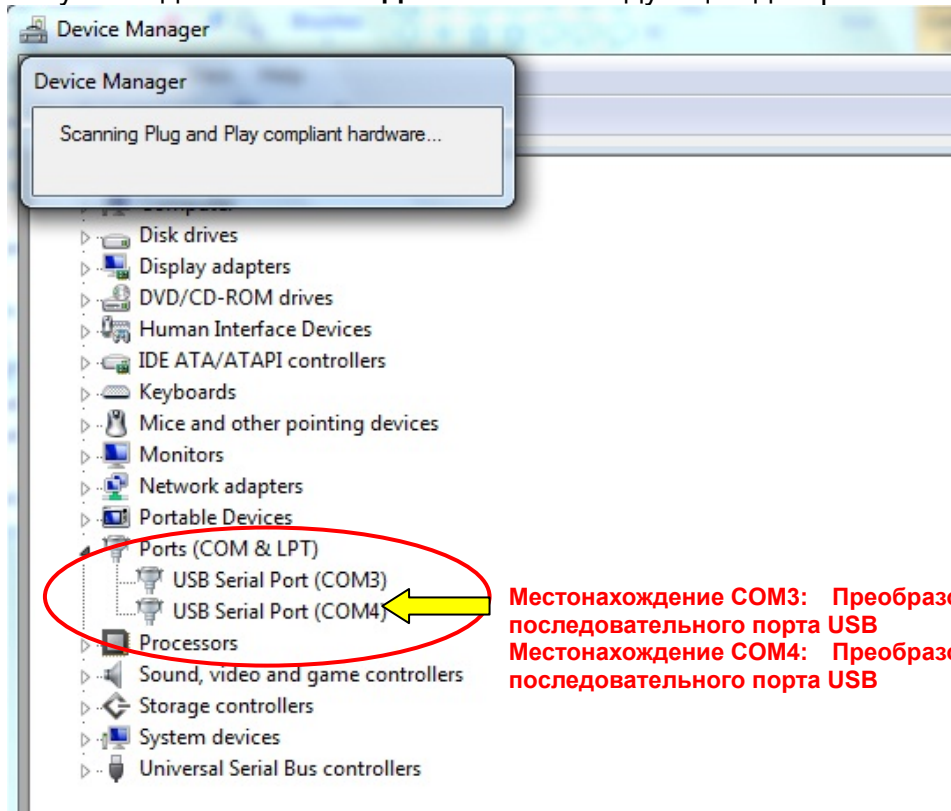 Device Manager
Device Manager
Scanning Plug and Play compliant hardware...
Computer
Disk drives
Display adapters
DVD/CD-ROM drives
Human Interface Devices
IDE ATA/ATAPI controllers
Keyboards
Mice and other pointing devices
Monitors
Network adapters
Portable Devices
Ports (COM & LPT)
USB Serial Port (COM3)
USB Serial Port (COM4)
Местонахождение COM3: Преобразо
последовательного порта USB
Местонахождение COM4: Преобразо
последовательного порта USB
Processors
Sound, video and game controllers
Storage controllers
System devices
Universal Serial Bus controllers